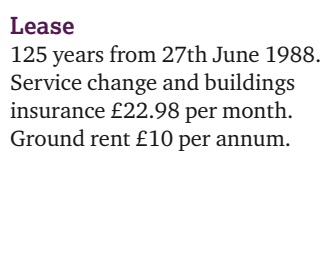 Lease
125 years from 27th June 1988.
Service change and buildings
insurance £22.98 per month.
Ground rent £10 per annum.